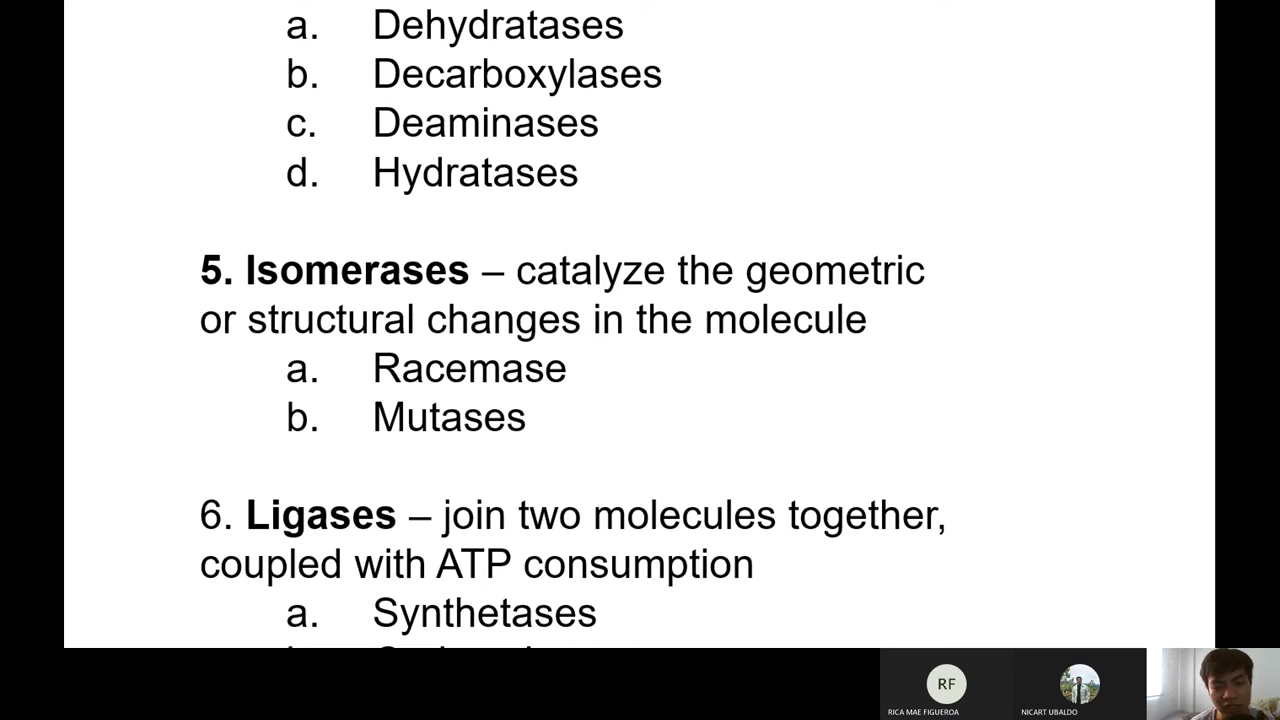 a. Dehydratases
b. Decarboxylases
c. Deaminases
d. Hydratases
5. Isomerases – catalyze the geometric
or structural changes in the molecule
a. Racemase
b. Mutases
6. Ligases – join two molecules together,
coupled with ATP consumption
a. Synthetases
RF
RICA MAE FIGUEROA
NICART UBALDO